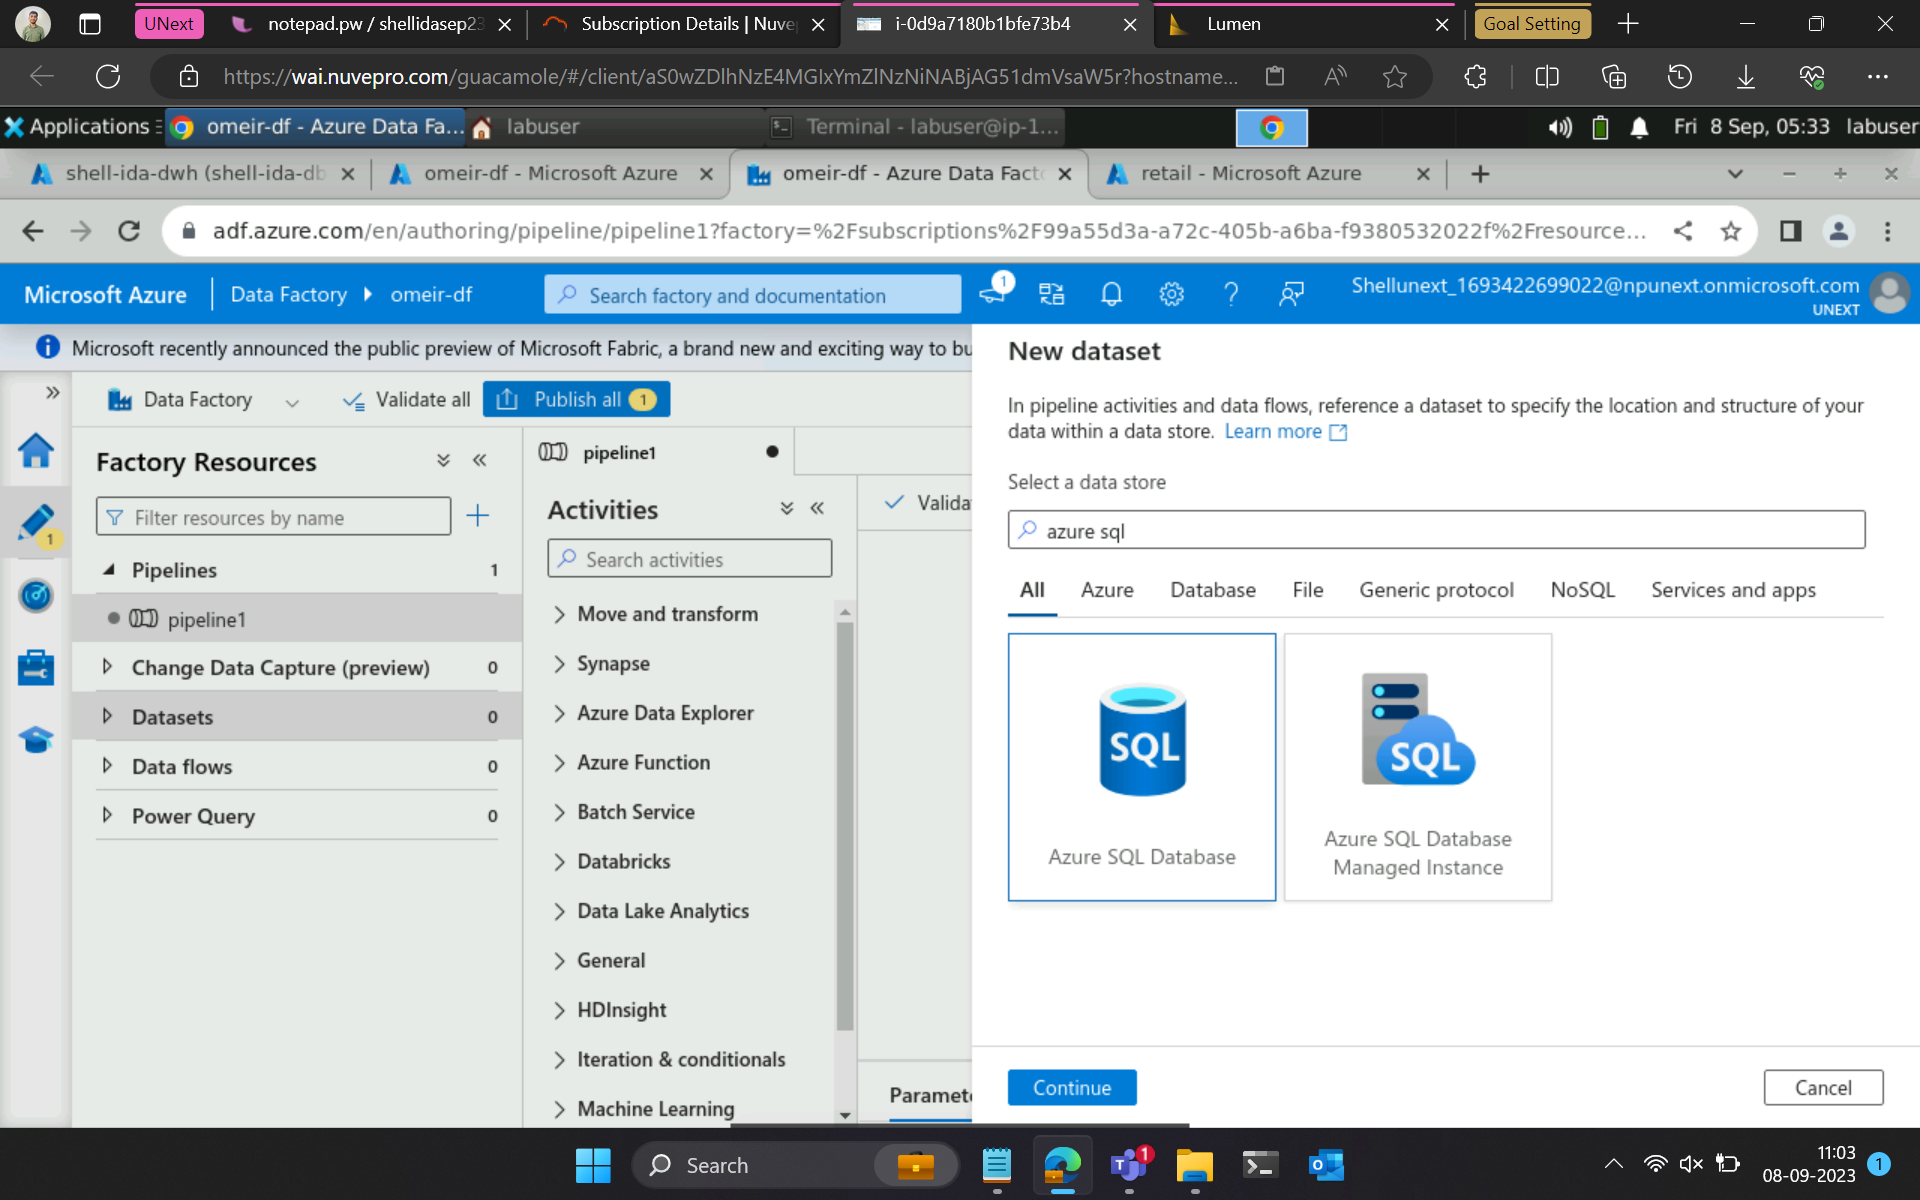 UNext
notepad.pw / shellidasep23
Subscription Details | Nuvep
i-0d9a7180b1bfe73b4
Lumen
Goal Setting
https://wai.nuvepro.com/guacamole/#/client/aS0wZDlhNzE4MGIxYmZlNzNiNABjAG51dmVsaW5r?hostname...
Applications
omeir-df - Azure Data Fa...
labuser
Terminal - labuser@ip-1...
Fri 8 Sep, 05:33 labuser
shell-ida-dwh (shell-ida-db
omeir-df - Microsoft Azure
omeir-df - Azure Data Facto
retail - Microsoft Azure
adf.azure.com/en/authoring/pipeline/pipeline1?factory=%2Fsubscriptions%2F99a55d3a-a72c-405b-a6ba-f9380532022f%2Fresource...
Microsoft Azure
Data Factory
omeir-df
Search factory and documentation
1
Shellunext_1693422699022@npunext.onmicrosoft.com
UNEXT
Microsoft recently announced the public preview of Microsoft Fabric, a brand new and exciting way to bu
Data Factory
Validate all
Publish all 1
Factory Resources
Filter resources by name
1
Pipelines 1
pipeline1
Change Data Capture (preview) 0
Datasets 0
Data flows 0
Power Query 0
pipeline1
Activities
Search activities
Move and transform
Synapse
Azure Data Explorer
Azure Function
Batch Service
Databricks
Data Lake Analytics
General
HDInsight
Iteration & conditionals
Machine Learning
Valida
Paramete
New dataset
In pipeline activities and data flows, reference a dataset to specify the location and structure of your
data within a data store. Learn more
Select a data store
azure sql
All Azure Database File Generic protocol NoSQL Services and apps
SQL
Azure SQL Database
SQL
Azure SQL Database
Managed Instance
Continue
Cancel
Search
1
11:03
08-09-2023
1